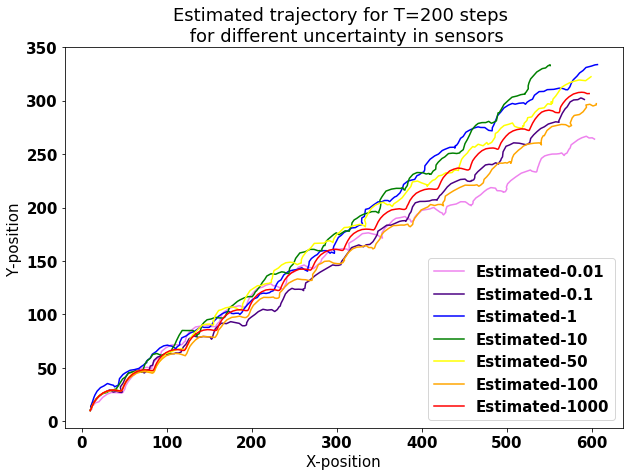 Estimated trajectory for T=200 steps
for different uncertainty in sensors
350
300
250
200
150
100
50
0
Y-position
0 100 200 300 400 500 600
X-position
Estimated-0.01
Estimated-0.1
Estimated-1
Estimated-10
Estimated-50
Estimated-100
Estimated-1000